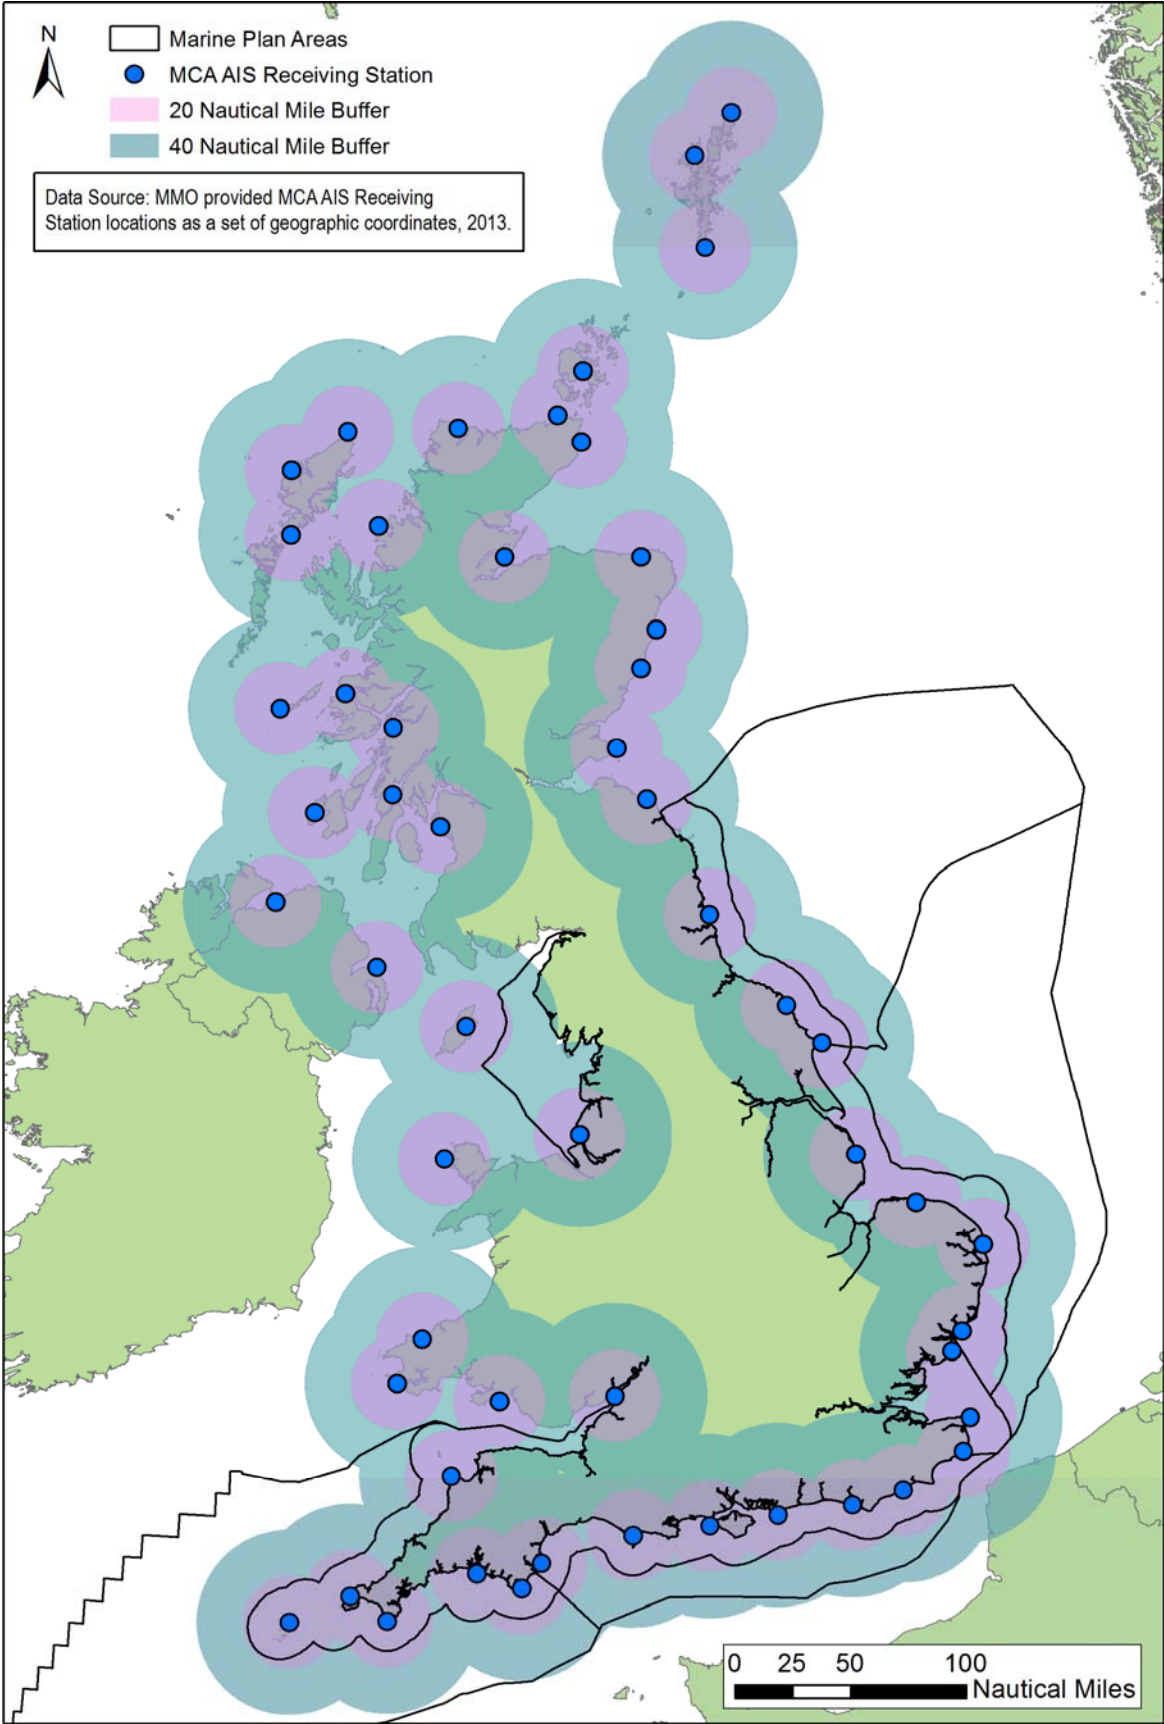 N
Marine Plan Areas
MCA AIS Receiving Station
20 Nautical Mile Buffer
40 Nautical Mile Buffer
Data Source: MMO provided MCA AIS Receiving
Station locations as a set of geographic coordinates, 2013.
0 25 50 100
Nautical Miles